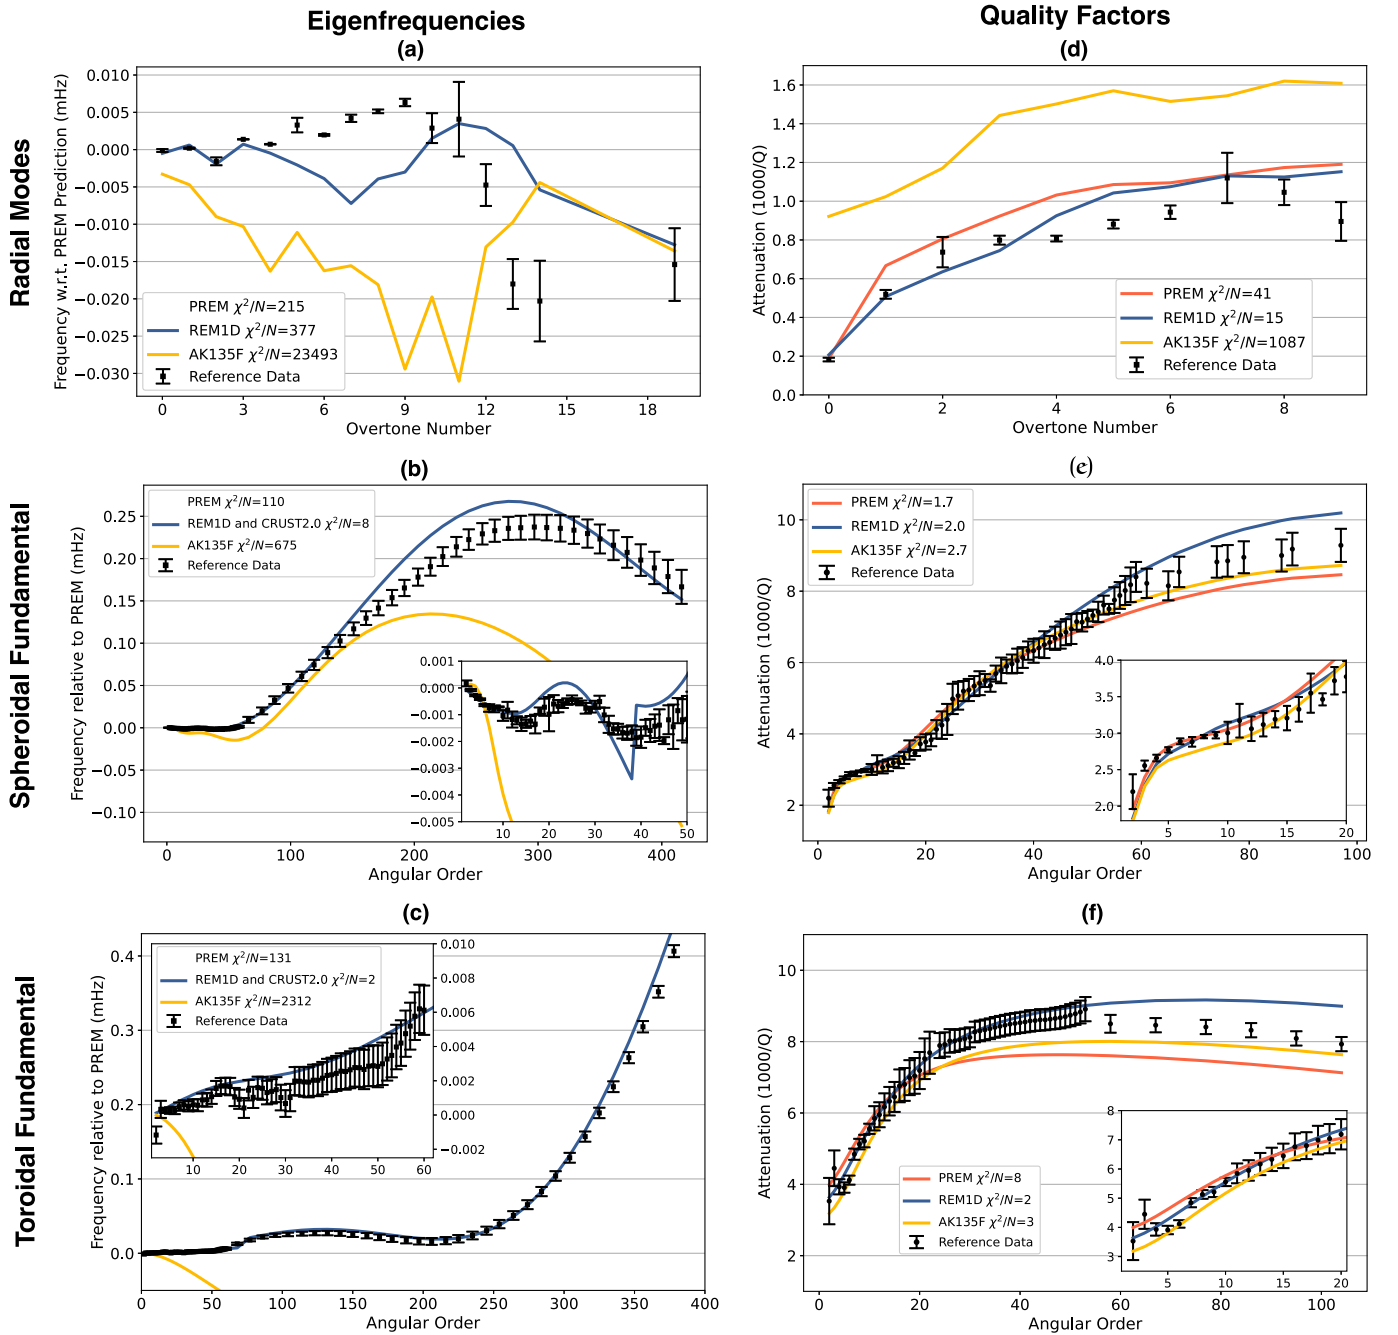 Eigenfrequencies
Quality Factors
Radial Modes
Spheroidal Fundamental
Toroidal Fundamental
(a)
Frequency w.r.t. PREM Prediction (mHz)
0.010
0.005
0.000
−0.005
−0.010
−0.015
−0.020
−0.025
−0.030
PREM χ²/N=215
REM1D χ²/N=377
AK135F χ²/N=23493
Reference Data
0 3 6 9 12 15 18
Overtone Number
(d)
Attenuation (1000/Q)
1.6
1.4
1.2
1.0
0.8
0.6
0.4
0.2
0.0
PREM χ²/N=41
REM1D χ²/N=15
AK135F χ²/N=1087
Reference Data
0 2 4 6 8
Overtone Number
(b)
Frequency relative to PREM (mHz)
0.25
0.20
0.15
0.10
0.05
0.00
−0.05
−0.10
PREM χ²/N=110
REM1D and CRUST2.0 χ²/N=8
AK135F χ²/N=675
Reference Data
0.001
0.000
−0.001
−0.002
−0.003
−0.004
−0.005
10 20 30 40 50
0 100 200 300 400
Angular Order
(e)
Attenuation (1000/Q)
10
8
6
4
2
PREM χ²/N=1.7
REM1D χ²/N=2.0
AK135F χ²/N=2.7
Reference Data
4.0
3.5
3.0
2.5
2.0
5 10 15 20
0 20 40 60 80 100
Angular Order
(c)
Frequency relative to PREM (mHz)
0.4
0.3
0.2
0.1
0.0
PREM χ²/N=131
REM1D and CRUST2.0 χ²/N=2
AK135F χ²/N=2312
Reference Data
0.010
0.008
0.006
0.004
0.002
0.000
−0.002
10 20 30 40 50 60
0 50 100 150 200 250 300 350 400
Angular Order
(f)
Attenuation (1000/Q)
10
8
6
4
2
PREM χ²/N=8
REM1D χ²/N=2
AK135F χ²/N=3
Reference Data
8
7
6
5
4
3
5 10 15 20
0 20 40 60 80 100
Angular Order